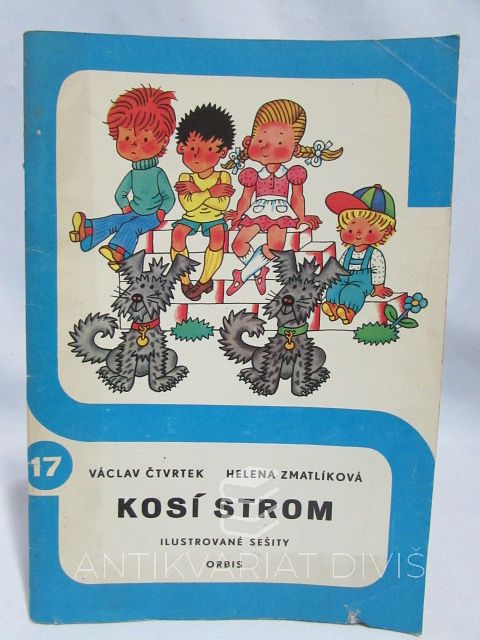 17
VÁCLAV ČTVRTEK HELENA ZMATLÍKOVÁ
KOSÍ STROM
ILUSTROVANÉ SEŠITY
ORBIS
ANTIKVARIÁT DIVIŠ